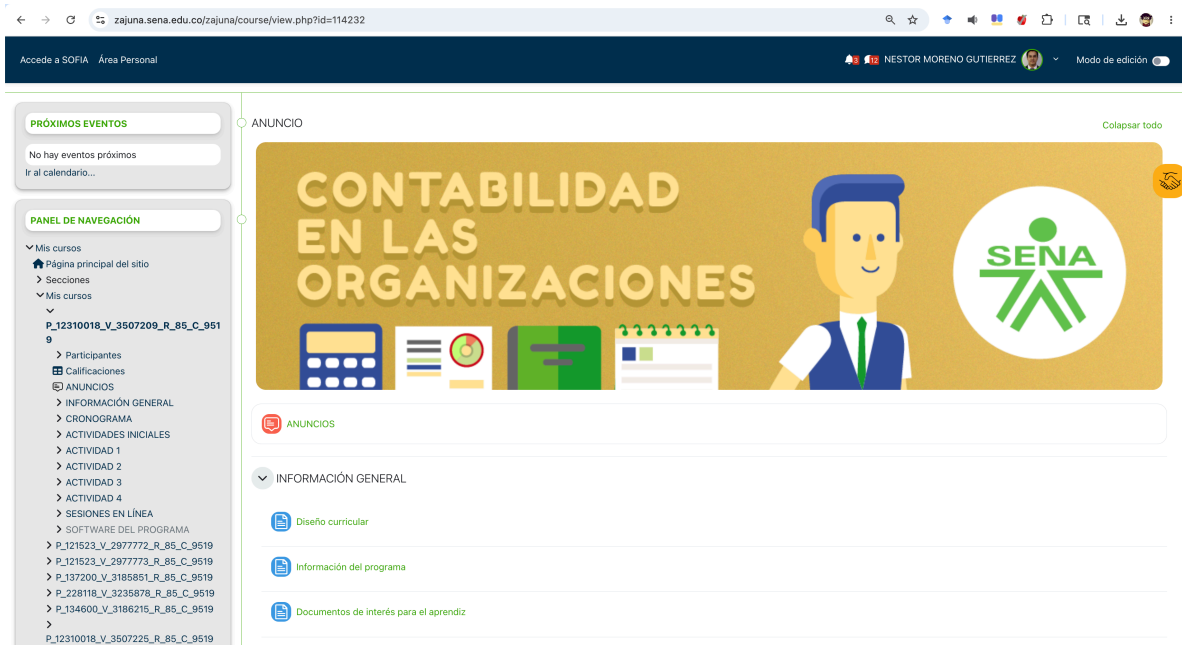 zajuna.sena.edu.co/zajuna/course/view.php?id=114232
Accede a SOFIA Área Personal
3 12 NESTOR MORENO GUTIERREZ Modo de edición
PRÓXIMOS EVENTOS
No hay eventos próximos
Ir al calendario...
PANEL DE NAVEGACIÓN
Mis cursos
Página principal del sitio
Secciones
Mis cursos
P_12310018_V_3507209_R_85_C_951
9
Participantes
Calificaciones
ANUNCIOS
INFORMACIÓN GENERAL
CRONOGRAMA
ACTIVIDADES INICIALES
ACTIVIDAD 1
ACTIVIDAD 2
ACTIVIDAD 3
ACTIVIDAD 4
SESIONES EN LÍNEA
SOFTWARE DEL PROGRAMA
P_121523_V_2977772_R_85_C_9519
P_121523_V_2977773_R_85_C_9519
P_137200_V_3185851_R_85_C_9519
P_228118_V_3235878_R_85_C_9519
P_134600_V_3186215_R_85_C_9519
P_12310018_V_3507225_R_85_C_9519
ANUNCIO
Colapsar todo
CONTABILIDAD
EN LAS
ORGANIZACIONES
SENA
ANUNCIOS
INFORMACIÓN GENERAL
Diseño curricular
Información del programa
Documentos de interés para el aprendiz